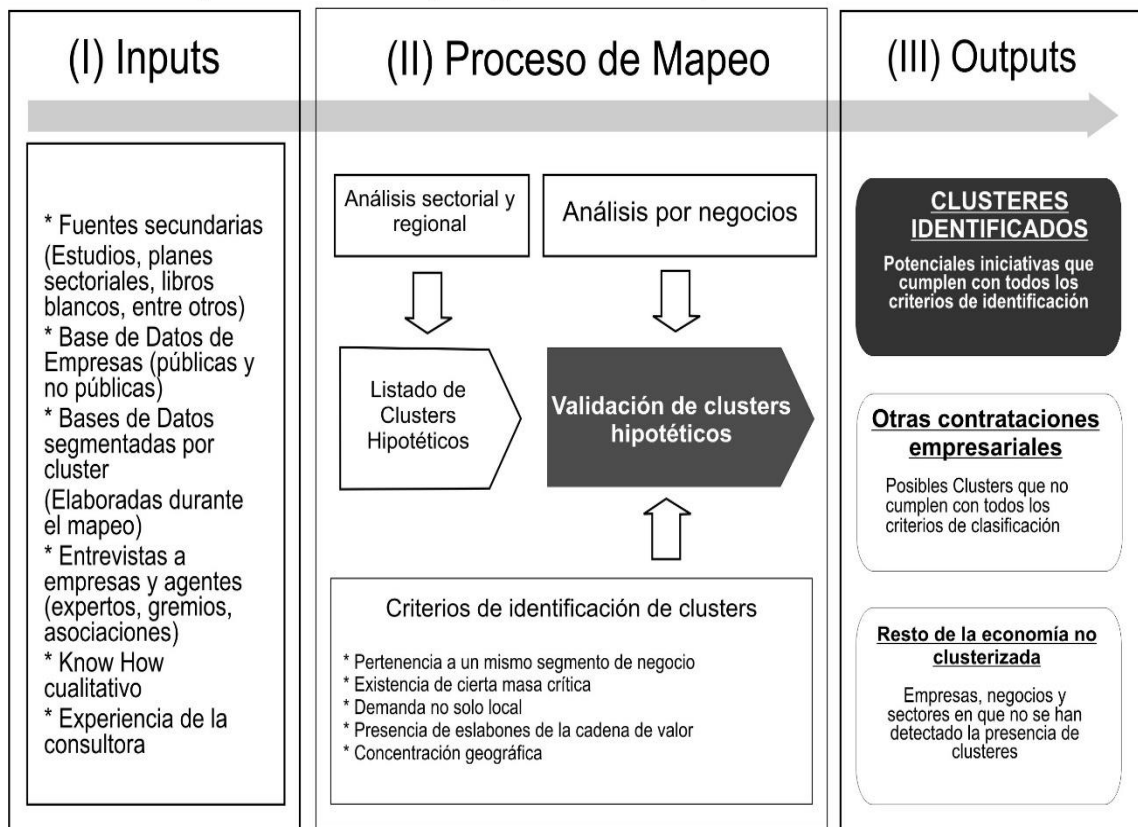 (I) Inputs
* Fuentes secundarias
(Estudios, planes
sectoriales, libros
blancos, entre otros)
* Base de Datos de
Empresas (públicas y
no públicas)
* Bases de Datos
segmentadas por
cluster
(Elaboradas durante
el mapeo)
* Entrevistas a
empresas y agentes
(expertos, gremios,
asociaciones)
* Know How
cualitativo
* Experiencia de la
consultora
(II) Proceso de Mapeo
Análisis sectorial y
regional
Análisis por negocios
Listado de
Clusters
Hipotéticos
Validación de clusters
hipotéticos
Criterios de identificación de clusters
* Pertenencia a un mismo segmento de negocio
* Existencia de cierta masa crítica
* Demanda no solo local
* Presencia de eslabones de la cadena de valor
* Concentración geográfica
(III) Outputs
CLUSTERES
IDENTIFICADOS
Potenciales iniciativas que
cumplen con todos los
criterios de identificación
Otras contrataciones
empresariales
Posibles Clusters que no
cumplen con todos los
criterios de clasificación
Resto de la economía no
clusterizada
Empresas, negocios y
sectores en que no se han
detectado la presencia de
clusteres